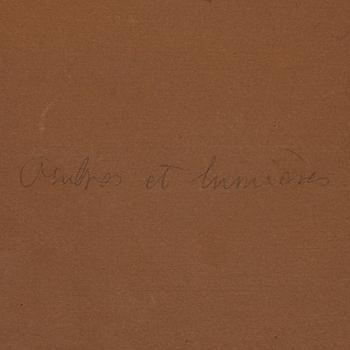 Ombres et lumières